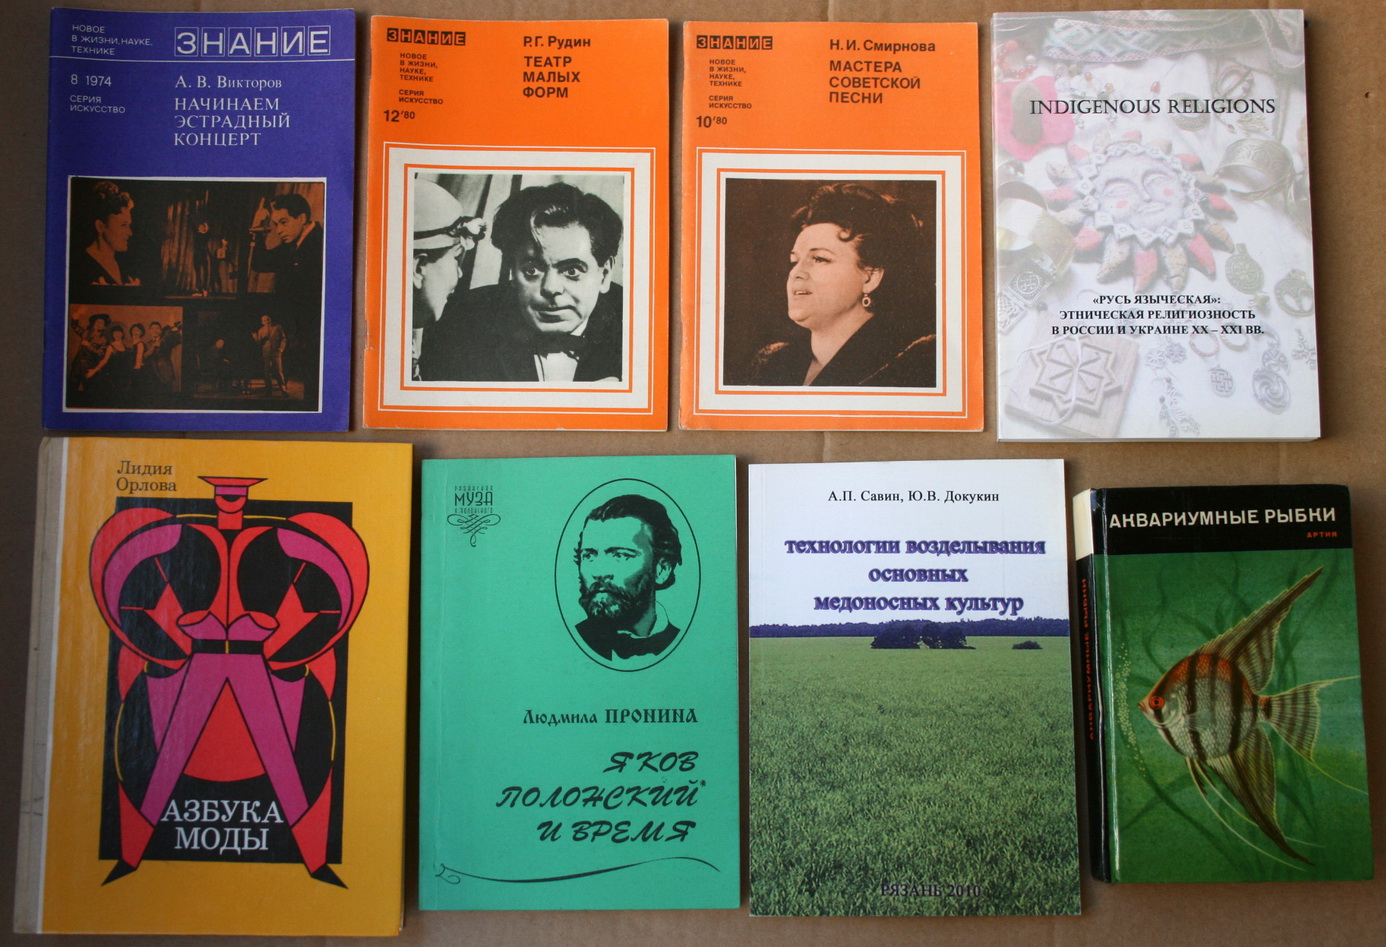 НОВОЕ
В ЖИЗНИ, НАУКЕ,
ТЕХНИКЕ
ЗНАНИЕ
8 1974
СЕРИЯ
ИСКУССТВО
А. В. Викторов
НАЧИНАЕМ
ЭСТРАДНЫЙ
КОНЦЕРТ
ЗНАНИЕ
НОВОЕ
В ЖИЗНИ,
НАУКЕ,
ТЕХНИКЕ
СЕРИЯ
ИСКУССТВО
12'80
Р.Г. Рудин
ТЕАТР
МАЛЫХ
ФОРМ
ЗНАНИЕ
НОВОЕ
В ЖИЗНИ,
НАУКЕ,
ТЕХНИКЕ
СЕРИЯ
ИСКУССТВО
10'80
Н. И. Смирнова
МАСТЕРА
СОВЕТСКОЙ
ПЕСНИ
INDIGENOUS RELIGIONS
«РУСЬ ЯЗЫЧЕСКАЯ»:
ЭТНИЧЕСКАЯ РЕЛИГИОЗНОСТЬ
В РОССИИ И УКРАИНЕ XX – XXI ВВ.
Лидия
Орлова
АЗБУКА
МОДЫ
МУЗА
Людмила ПРОНИНА
ЯКОВ
ПОЛОНСКИЙ
И ВРЕМЯ
А.П. Савин, Ю.В. Докукин
технологии возделывания
основных
медоносных культур
РЯЗАНЬ 2010
АКВАРИУМНЫЕ РЫБКИ
АРТИЯ
АКВАРИУМНЫЕ РЫБКИ